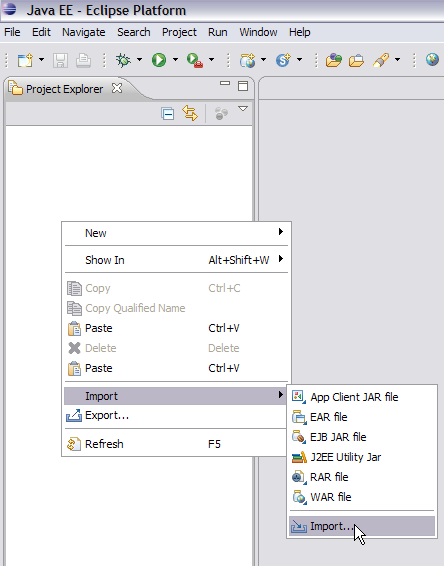 Java EE - Eclipse Platform
File Edit Navigate Search Project Run Window Help
Project Explorer
New
Show In Alt+Shift+W
Copy Ctrl+C
Copy Qualified Name
Paste Ctrl+V
Delete Delete
Paste Ctrl+V
Import
Export...
Refresh F5
App Client JAR file
EAR file
EJB JAR file
J2EE Utility Jar
RAR file
WAR file
Import...